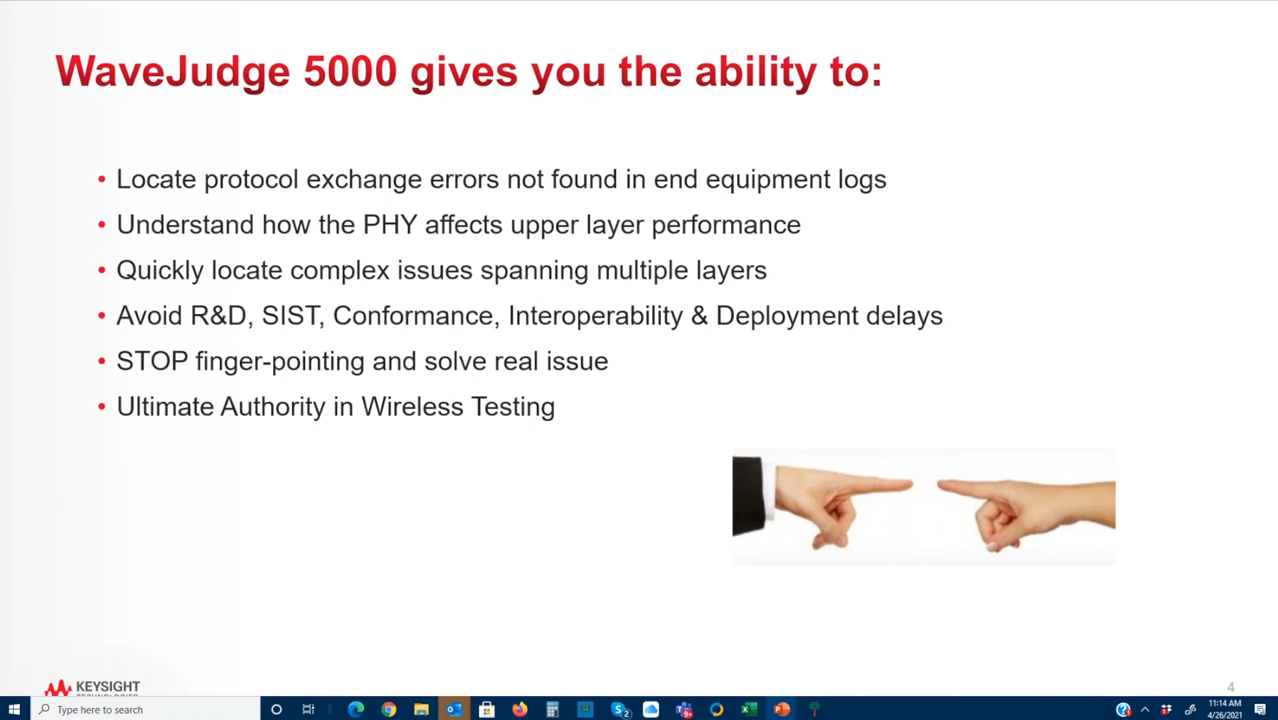 WaveJudge 5000 gives you the ability to:
• Locate protocol exchange errors not found in end equipment logs
• Understand how the PHY affects upper layer performance
• Quickly locate complex issues spanning multiple layers
• Avoid R&D, SIST, Conformance, Interoperability & Deployment delays
• STOP finger-pointing and solve real issue
• Ultimate Authority in Wireless Testing
KEYSIGHT
TECHNOLOGIES
4
Type here to search
11:14 AM
4/26/2021